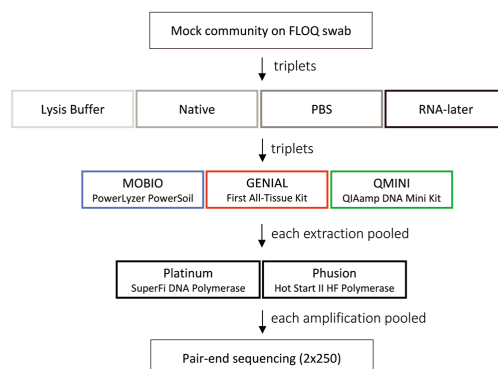 Mock community on FLOQ swab
triplets
Lysis Buffer Native PBS RNA-later
triplets
MOBIO GENIAL QMINI
PowerLyzer PowerSoil First All-Tissue Kit QIAamp DNA Mini Kit
each extraction pooled
Platinum Phusion
SuperFi DNA Polymerase Hot Start II HF Polymerase
each amplification pooled
Pair-end sequencing (2x250)